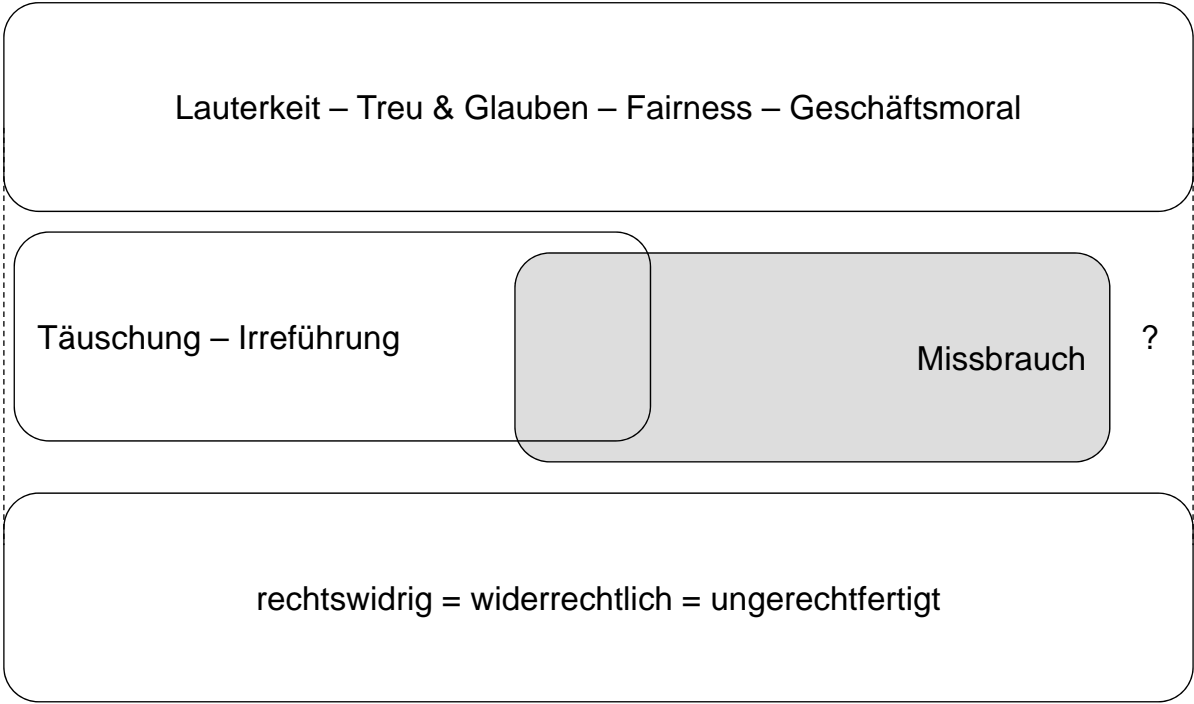 Lauterkeit – Treu & Glauben – Fairness – Geschäftsmoral
Täuschung – Irreführung
?
Missbrauch
rechtswidrig = widerrechtlich = ungerechtfertigt